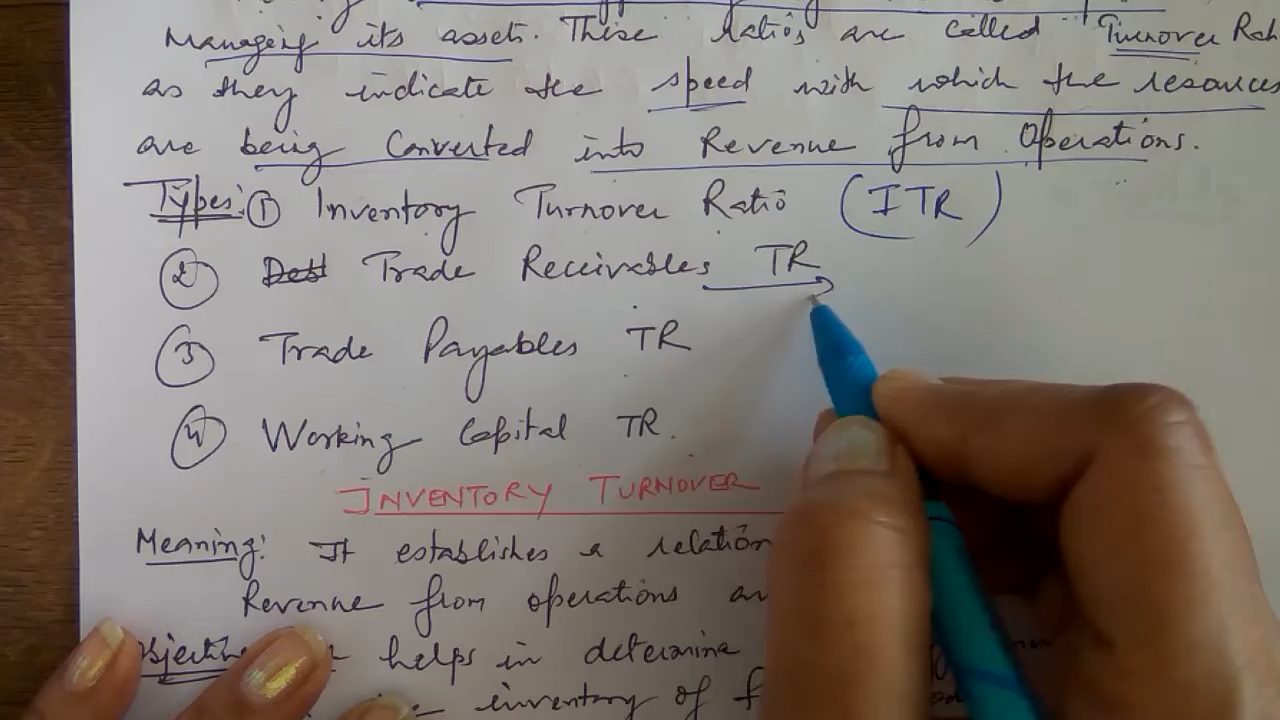 Managing its assets. These Ratios are called Turnover Rati
as they indicate the speed with which the resources
are being Converted into Revenue from Operations.
Types: ① Inventory Turnover Ratio (ITR)
② Trade Receivables TR
③ Trade Payables TR
④ Working Capital TR.
INVENTORY TURNOVER
Meaning: It establishes a relation
Revenue from operations
helps in determine
inventory of